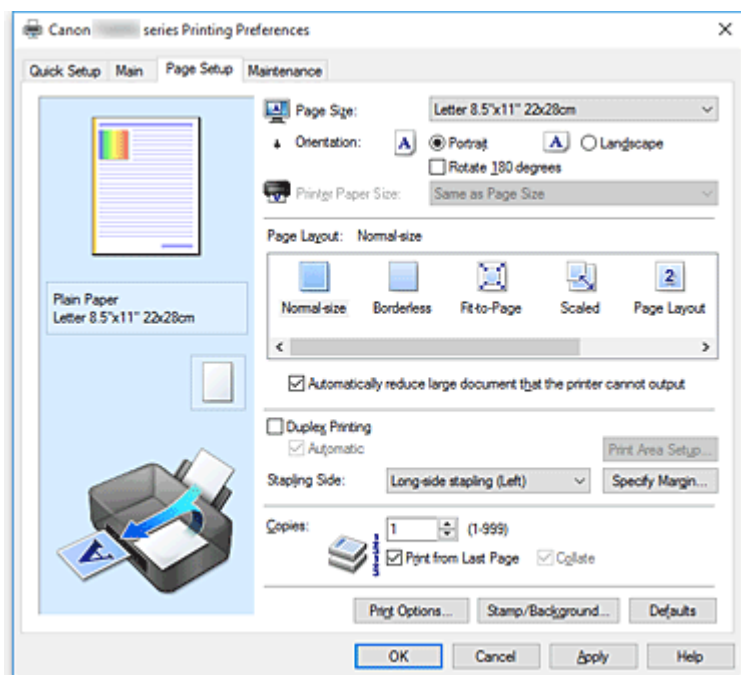 Canon series Printing Preferences
Quick Setup Main Page Setup Maintenance
Page Size: Letter 8.5"x11" 22x28cm
Orientation: A Portrait A Landscape
Rotate 180 degrees
Printer Paper Size: Same as Page Size
Page Layout: Normal-size
2
Normal-size Borderless Fit-to-Page Scaled Page Layout
Plain Paper
Letter 8.5"x11" 22x28cm
Automatically reduce large document that the printer cannot output
Duplex Printing
Automatic Print Area Setup...
Stapling Side: Long-side stapling (Left) Specify Margin...
Copies: 1 (1-999)
Print from Last Page Collate
A
Print Options... Stamp/Background... Defaults
OK Cancel Apply Help